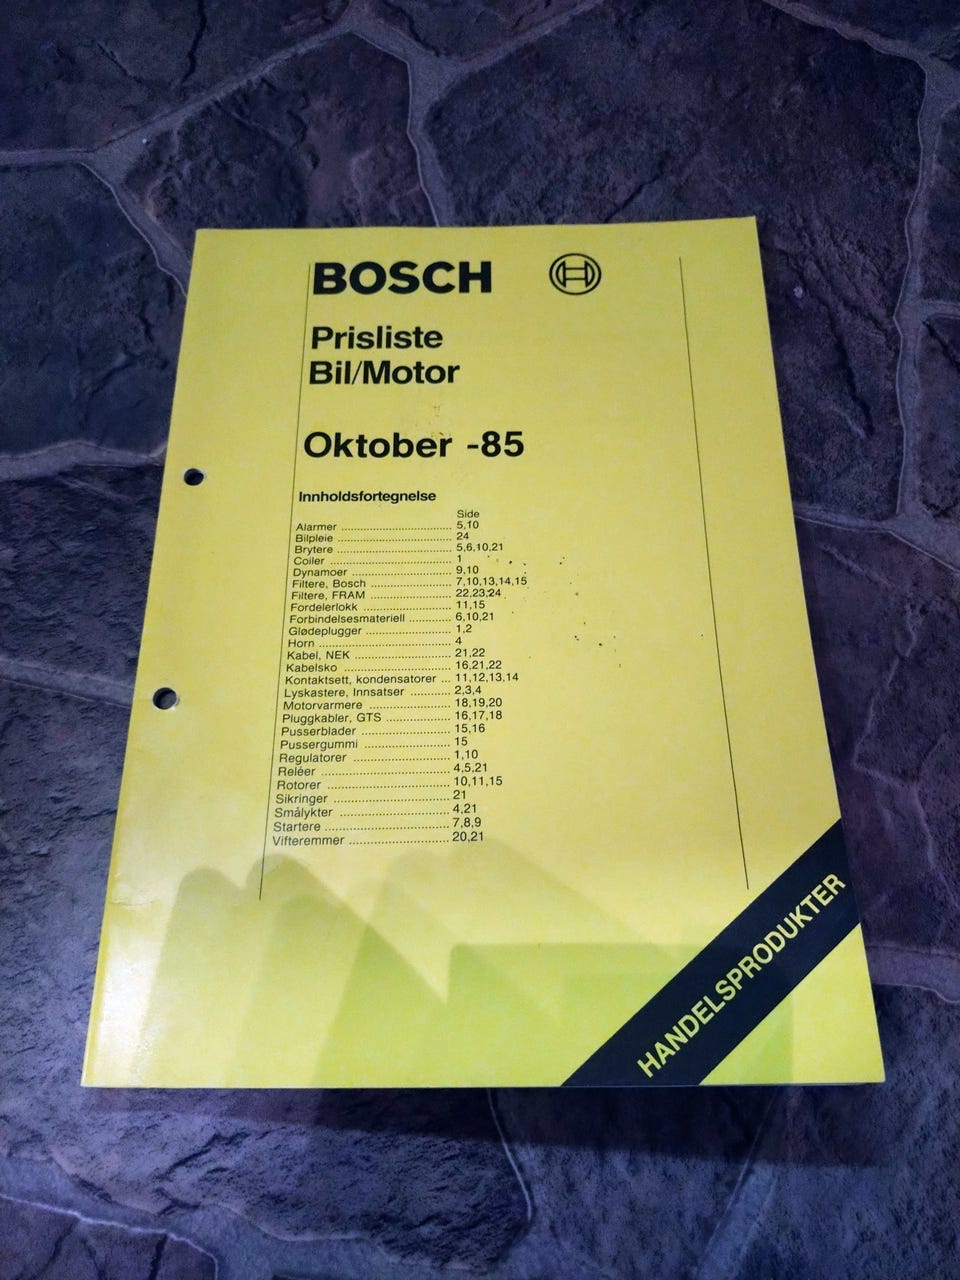 BOSCH
Prisliste
Bil/Motor
Oktober -85
Innholdsfortegnelse
Side
Alarmer ................................... 5,10
Bilpleie .................................... 24
Brytere .................................... 5,6,10,21
Coiler ...................................... 1
Dynamoer ................................ 9,10
Filtere, Bosch ......................... 7,10,13,14,15
Filtere, FRAM ......................... 22,23,24
Fordelerlokk ............................ 11,15
Forbindelsesmateriell ............. 6,10,21
Glødeplugger .......................... 1,2
Horn ........................................ 4
Kabel, NEK .............................. 21,22
Kabelsko ................................. 16,21,22
Kontaktsett, kondensatorer ... 11,12,13,14
Lyskastere, Innsatser ............. 2,3,4
Motorvarmere .......................... 18,19,20
Pluggkabler, GTS .................... 16,17,18
Pusserblader ............................ 15,16
Pussergummi ........................... 15
Regulatorer .............................. 1,10
Reléer ...................................... 4,5,21
Rotorer ..................................... 10,11,15
Sikringer .................................. 21
Smålykter ................................. 4,21
Startere .................................... 7,8,9
Vifteremmer ............................. 20,21
HANDELSPRODUKTER